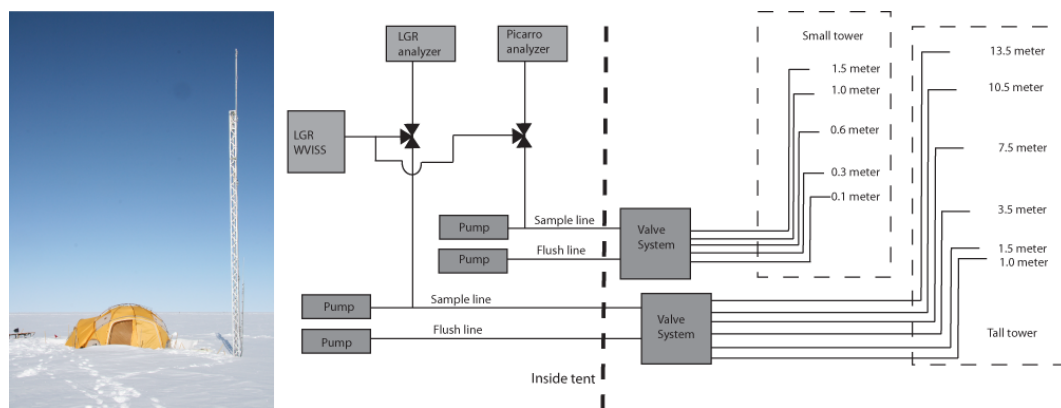 LGR
analyzer
Picarro
analyzer
LGR
WVISS
Small tower
1.5 meter
1.0 meter
0.6 meter
0.3 meter
0.1 meter
13.5 meter
10.5 meter
7.5 meter
3.5 meter
1.5 meter
1.0 meter
Pump
Sample line
Valve
System
Pump
Flush line
Pump
Sample line
Valve
System
Pump
Flush line
Tall tower
Inside tent